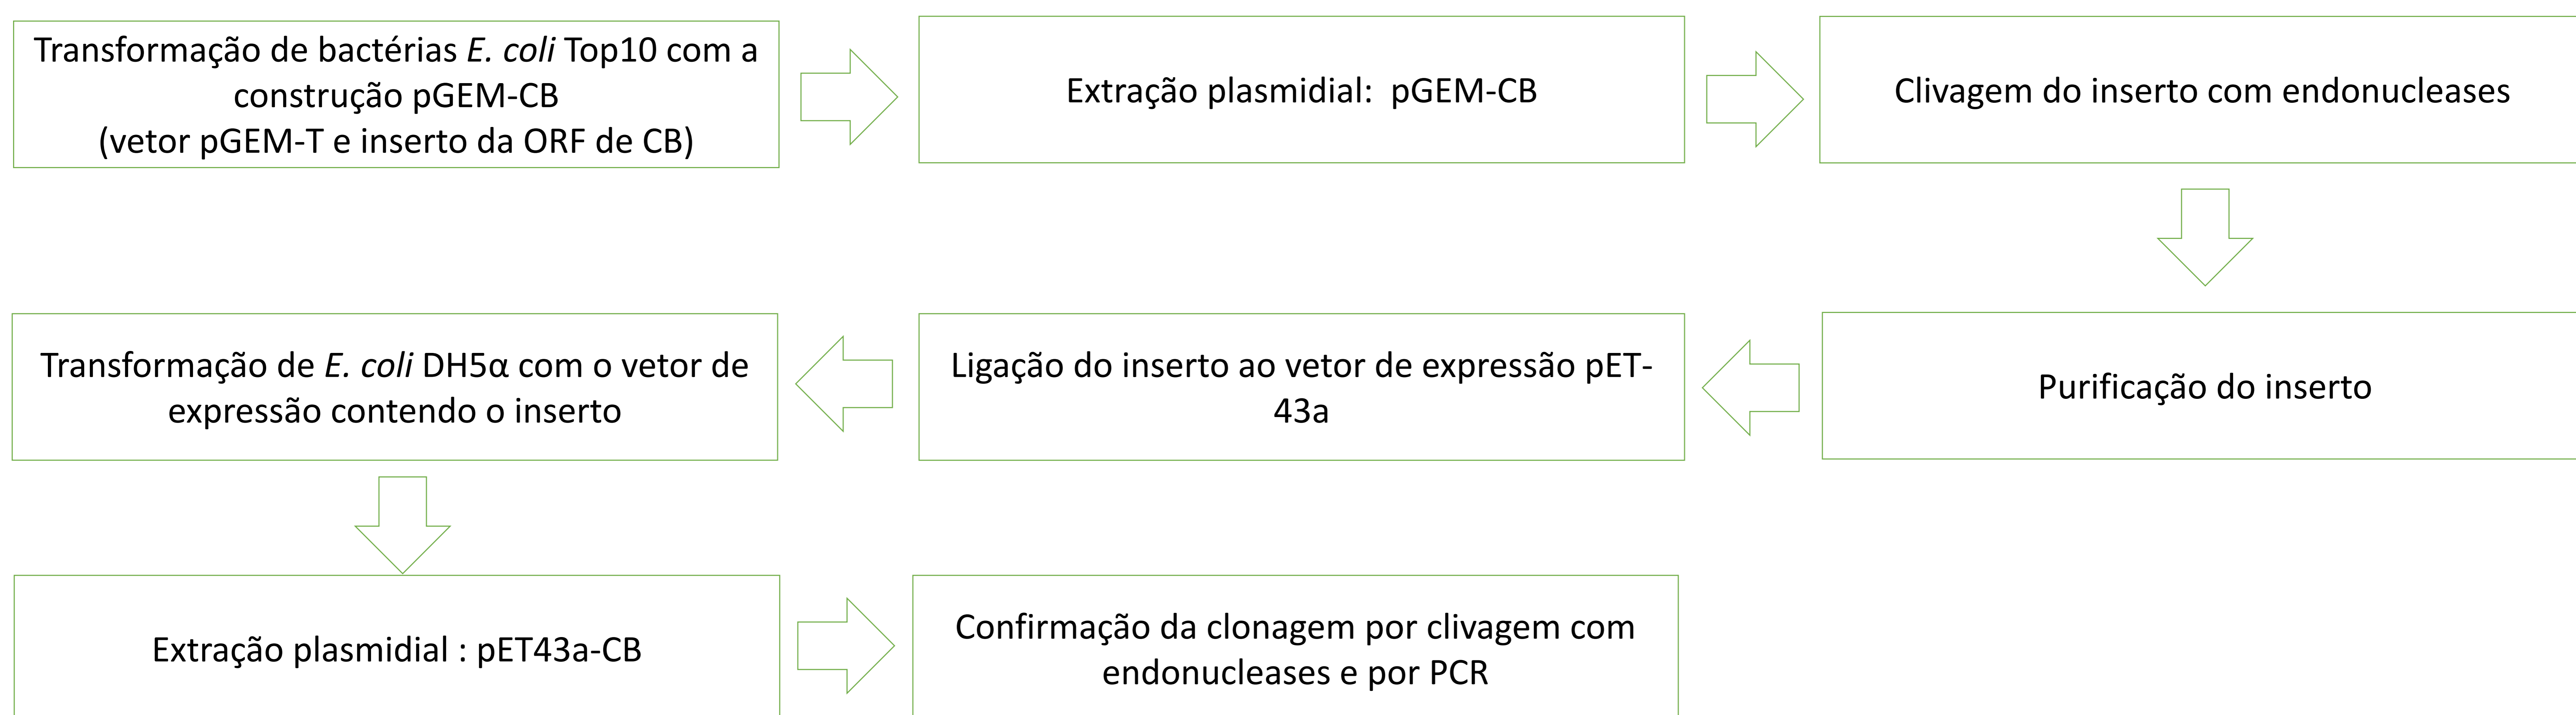 Transformação de bactérias E. coli Top10 com a
construção pGEM-CB
(vetor pGEM-T e inserto da ORF de CB)
Extração plasmidial:  pGEM-CB
Clivagem do inserto com endonucleases
Transformação de E. coli DH5α com o vetor de
expressão contendo o inserto
Ligação do inserto ao vetor de expressão pET-
43a
Purificação do inserto
Extração plasmidial : pET43a-CB
Confirmação da clonagem por clivagem com
endonucleases e por PCR